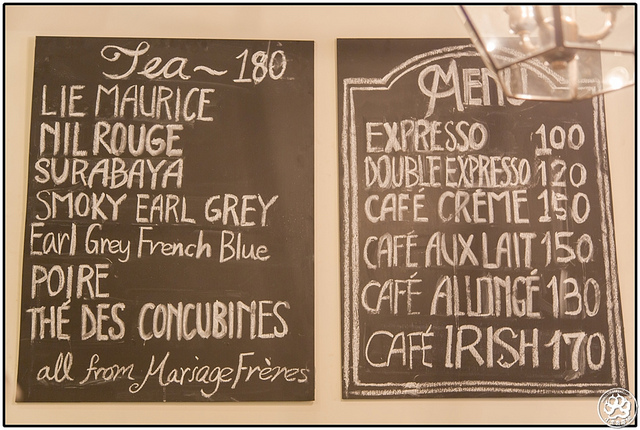 Tea ~ 180
LIE MAURICE
NIL ROUGE
SURABAYA
SMOKY EARL GREY
Earl Grey French Blue
POIRE
THÉ DES CONCUBINES
all from Mariage Frères
MENU
EXPRESSO 100
DOUBLE EXPRESSO 120
CAFÉ CRÉME 150
CAFÉ AUX LAIT 150
CAFÉ ALLONGÉ 130
CAFÉ IRISH 170